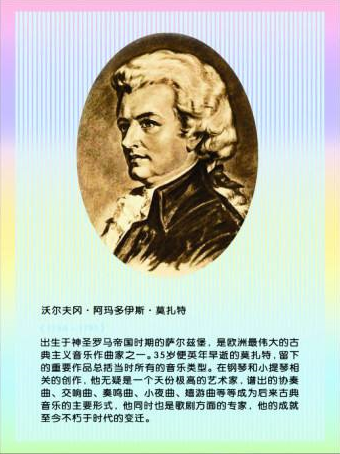 沃尔夫冈·阿玛多伊斯·莫扎特
(1756 - 1791)
出生于神圣罗马帝国时期的萨尔兹堡，是欧洲最伟大的古
典主义音乐作曲家之一。35岁便英年早逝的莫扎特，留下
的重要作品总括当时所有的音乐类型。在钢琴和小提琴相
关的创作，他无疑是一个天份极高的艺术家，谱出的协奏
曲、交响曲、奏鸣曲、小夜曲、嬉游曲等等成为后来古典
音乐的主要形式，他同时也是歌剧方面的专家，他的成就
至今不朽于时代的变迁。